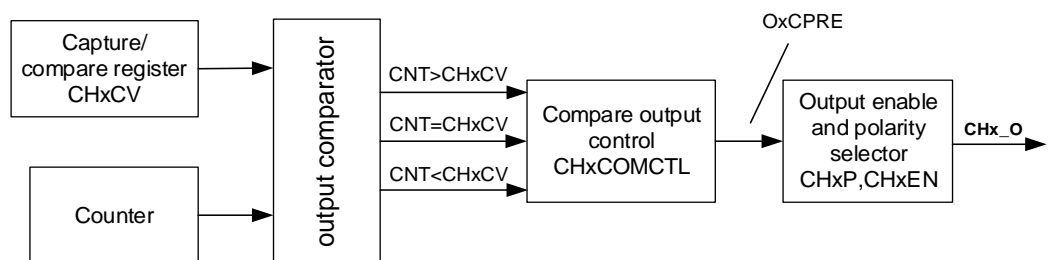 Capture/
compare register
CHxCV
Counter
output comparator
CNT>CHxCV
CNT=CHxCV
CNT<CHxCV
Compare output
control
CHxCOMCTL
OxCPRE
Output enable
and polarity
selector
CHxP,CHxEN
CHx_O